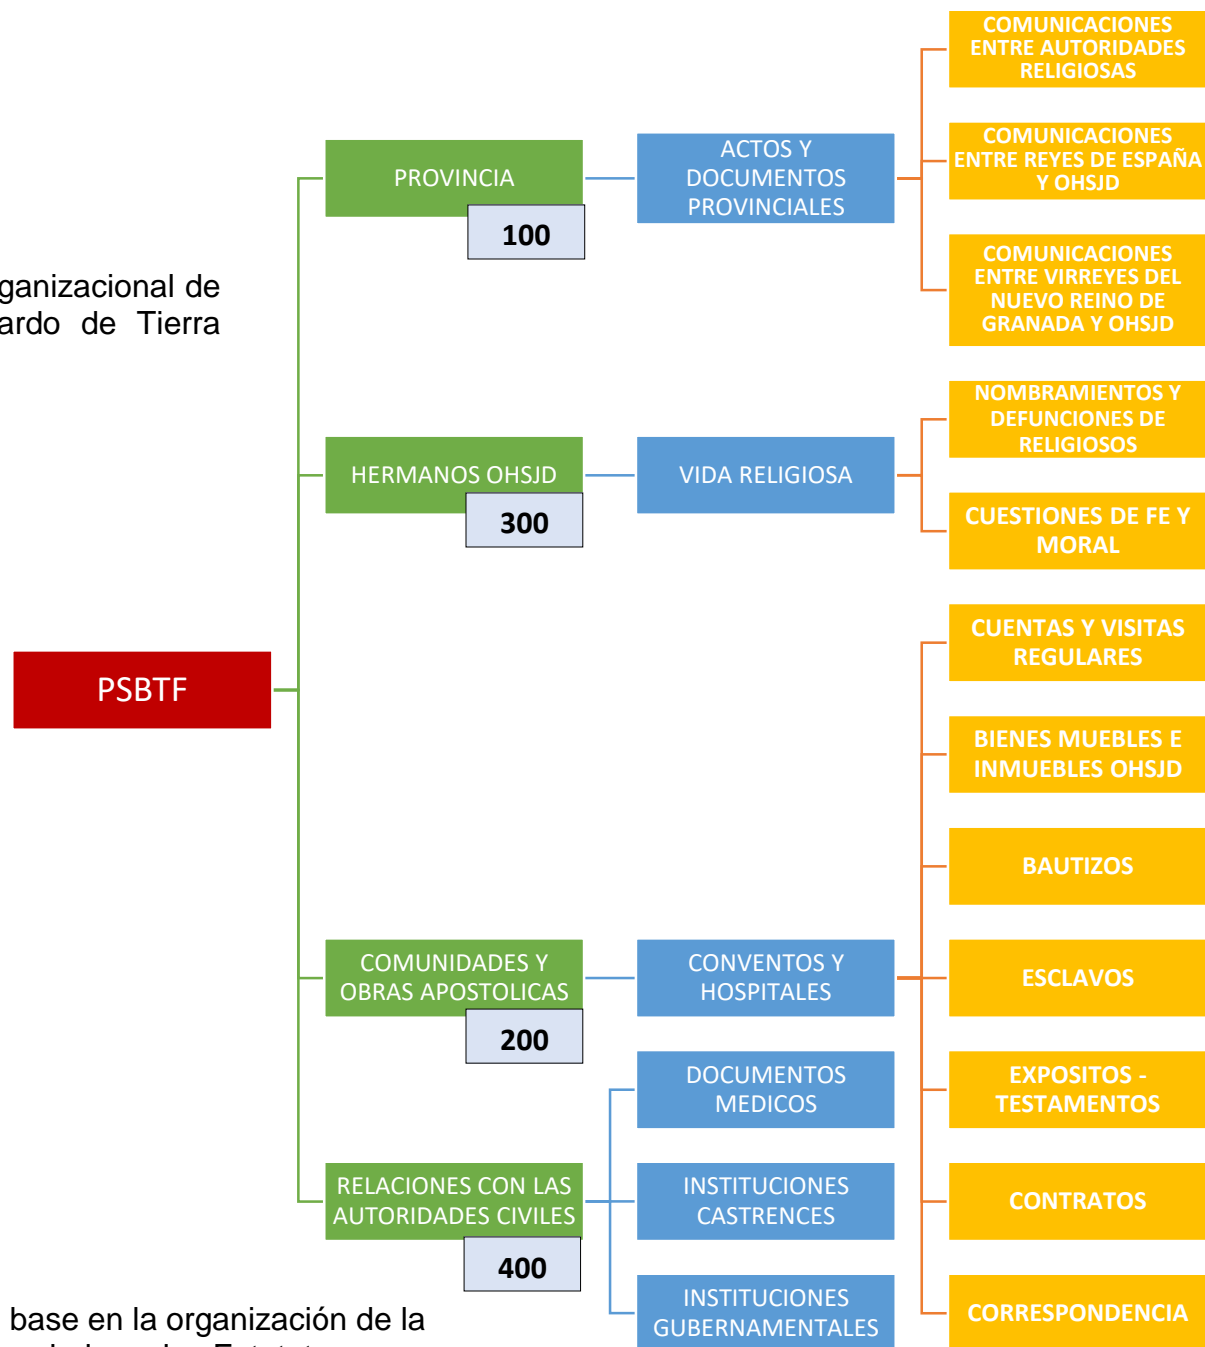 COMUNICACIONES
ENTRE AUTORIDADES
RELIGIOSAS
PROVINCIA
100
ACTOS Y
DOCUMENTOS
PROVINCIALES
COMUNICACIONES
ENTRE REYES DE ESPAÑA
Y OHSJD
COMUNICACIONES
ENTRE VIRREYES DEL
NUEVO REINO DE
GRANADA Y OHSJD
ganizacional de
ardo de Tierra
HERMANOS OHSJD
300
VIDA RELIGIOSA
NOMBRAMIENTOS Y
DEFUNCIONES DE
RELIGIOSOS
CUESTIONES DE FE Y
MORAL
PSBTF
CUENTAS Y VISITAS
REGULARES
BIENES MUEBLES E
INMUEBLES OHSJD
BAUTIZOS
COMUNIDADES Y
OBRAS APOSTOLICAS
200
CONVENTOS Y
HOSPITALES
ESCLAVOS
EXPOSITOS -
TESTAMENTOS
CONTRATOS
CORRESPONDENCIA
RELACIONES CON LAS
AUTORIDADES CIVILES
400
DOCUMENTOS
MEDICOS
INSTITUCIONES
CASTRENCES
INSTITUCIONES
GUBERNAMENTALES
base en la organización de la